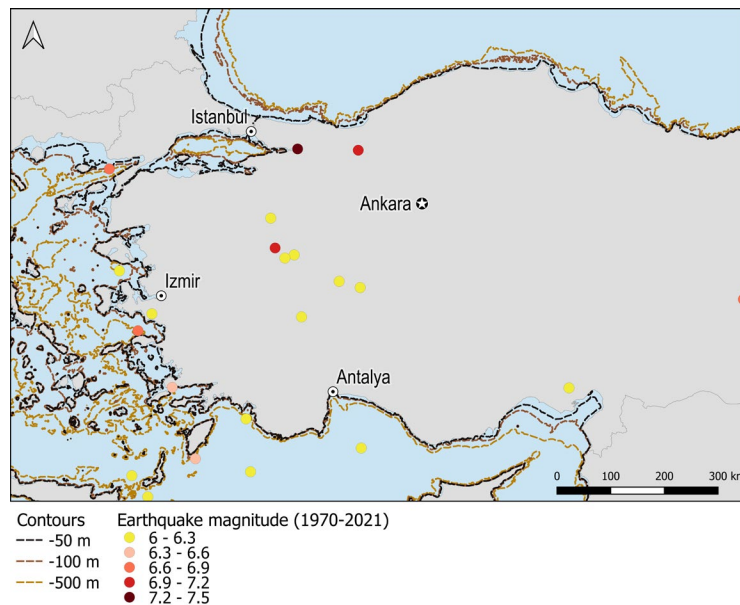 Istanbul
Ankara
Izmir
Antalya
0 100 200 300 km
Contours
-50 m
-100 m
-500 m
Earthquake magnitude (1970-2021)
6 - 6.3
6.3 - 6.6
6.6 - 6.9
6.9 - 7.2
7.2 - 7.5